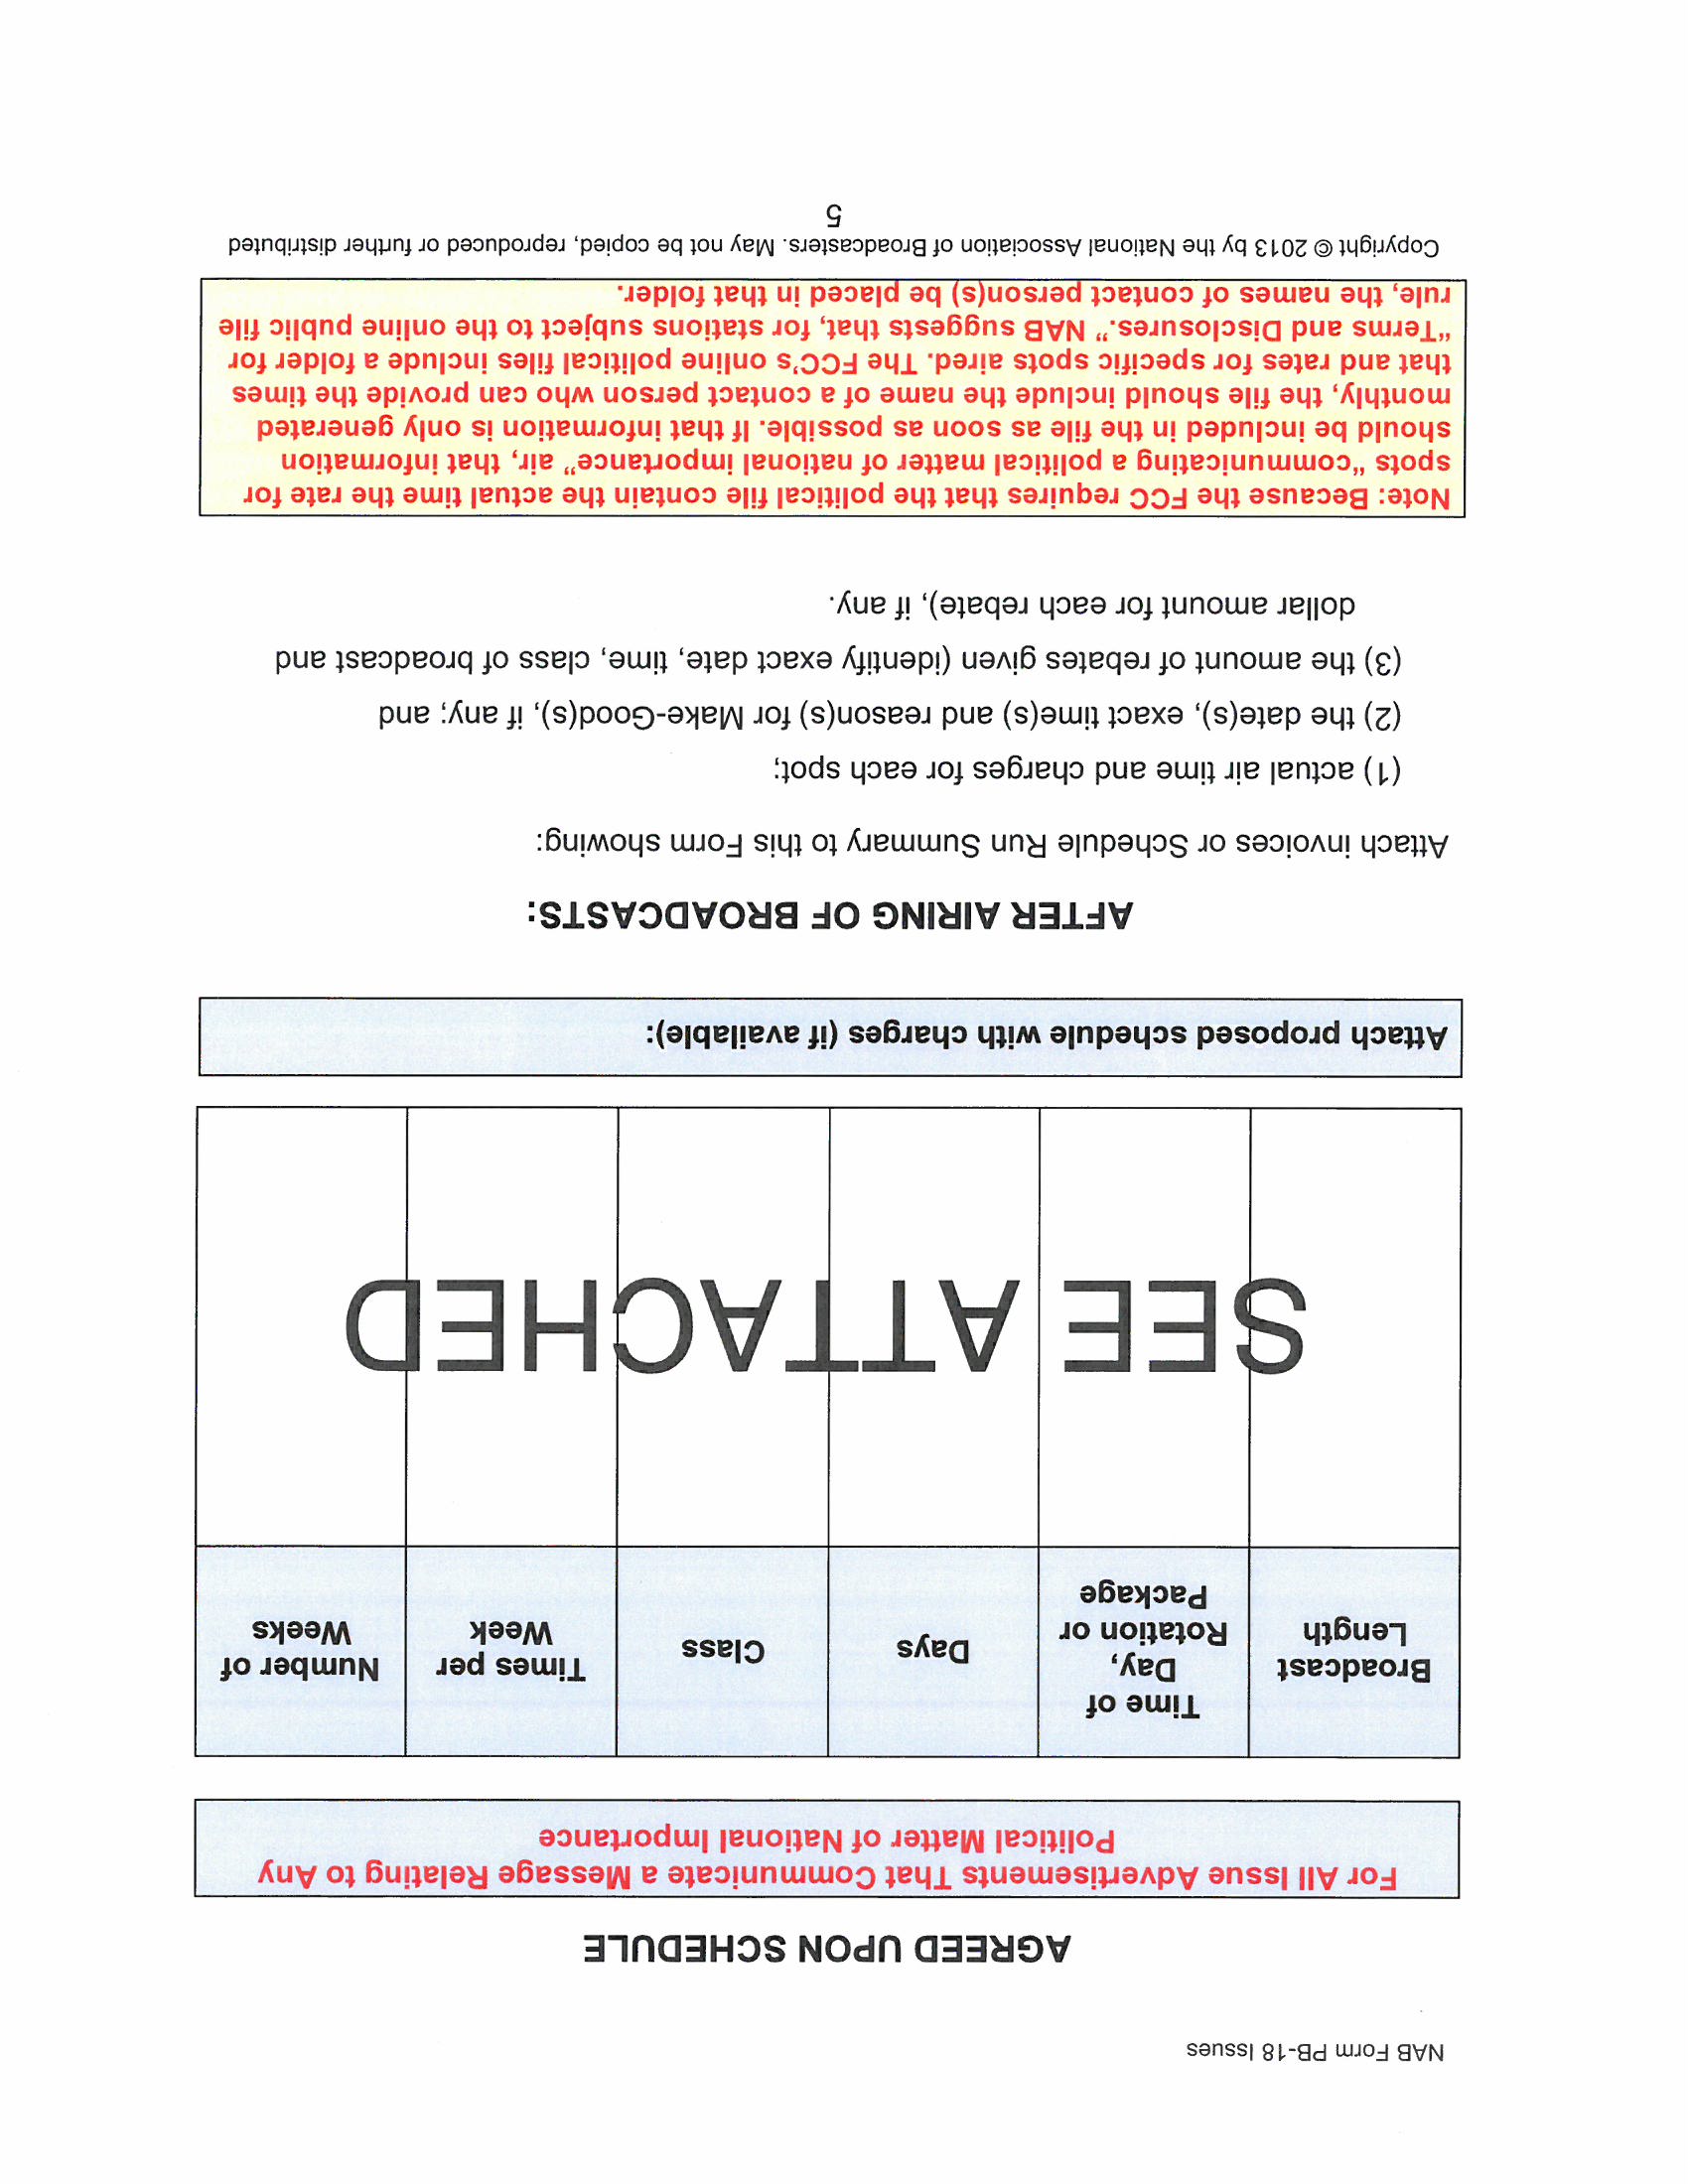 NAB Form PB-18 Issues
AGREED UPON SCHEDULE
For All Issue Advertisements That Communicate a Message Relating to Any
Political Matter of National Importance
Broadcast
Length
Time of
Day,
Rotation or
Package
Days
Class
Times per
Week
Number of
Weeks
SEE ATTACHED
Attach proposed schedule with charges (if available):
AFTER AIRING OF BROADCASTS:
Attach invoices or Schedule Run Summary to this Form showing:
(1) actual air time and charges for each spot;
(2) the date(s), exact time(s) and reason(s) for Make-Good(s), if any; and
(3) the amount of rebates given (identify exact date, time, class of broadcast and
dollar amount for each rebate), if any.
Note: Because the FCC requires that the political file contain the actual time the rate for
spots “communicating a political matter of national importance” air, that information
should be included in the file as soon as possible. If that information is only generated
monthly, the file should include the name of a contact person who can provide the times
that and rates for specific spots aired. The FCC’s online political files include a folder for
“Terms and Disclosures.” NAB suggests that, for stations subject to the online public file
rule, the names of contact person(s) be placed in that folder.
Copyright © 2013 by the National Association of Broadcasters. May not be copied, reproduced or further distributed
5